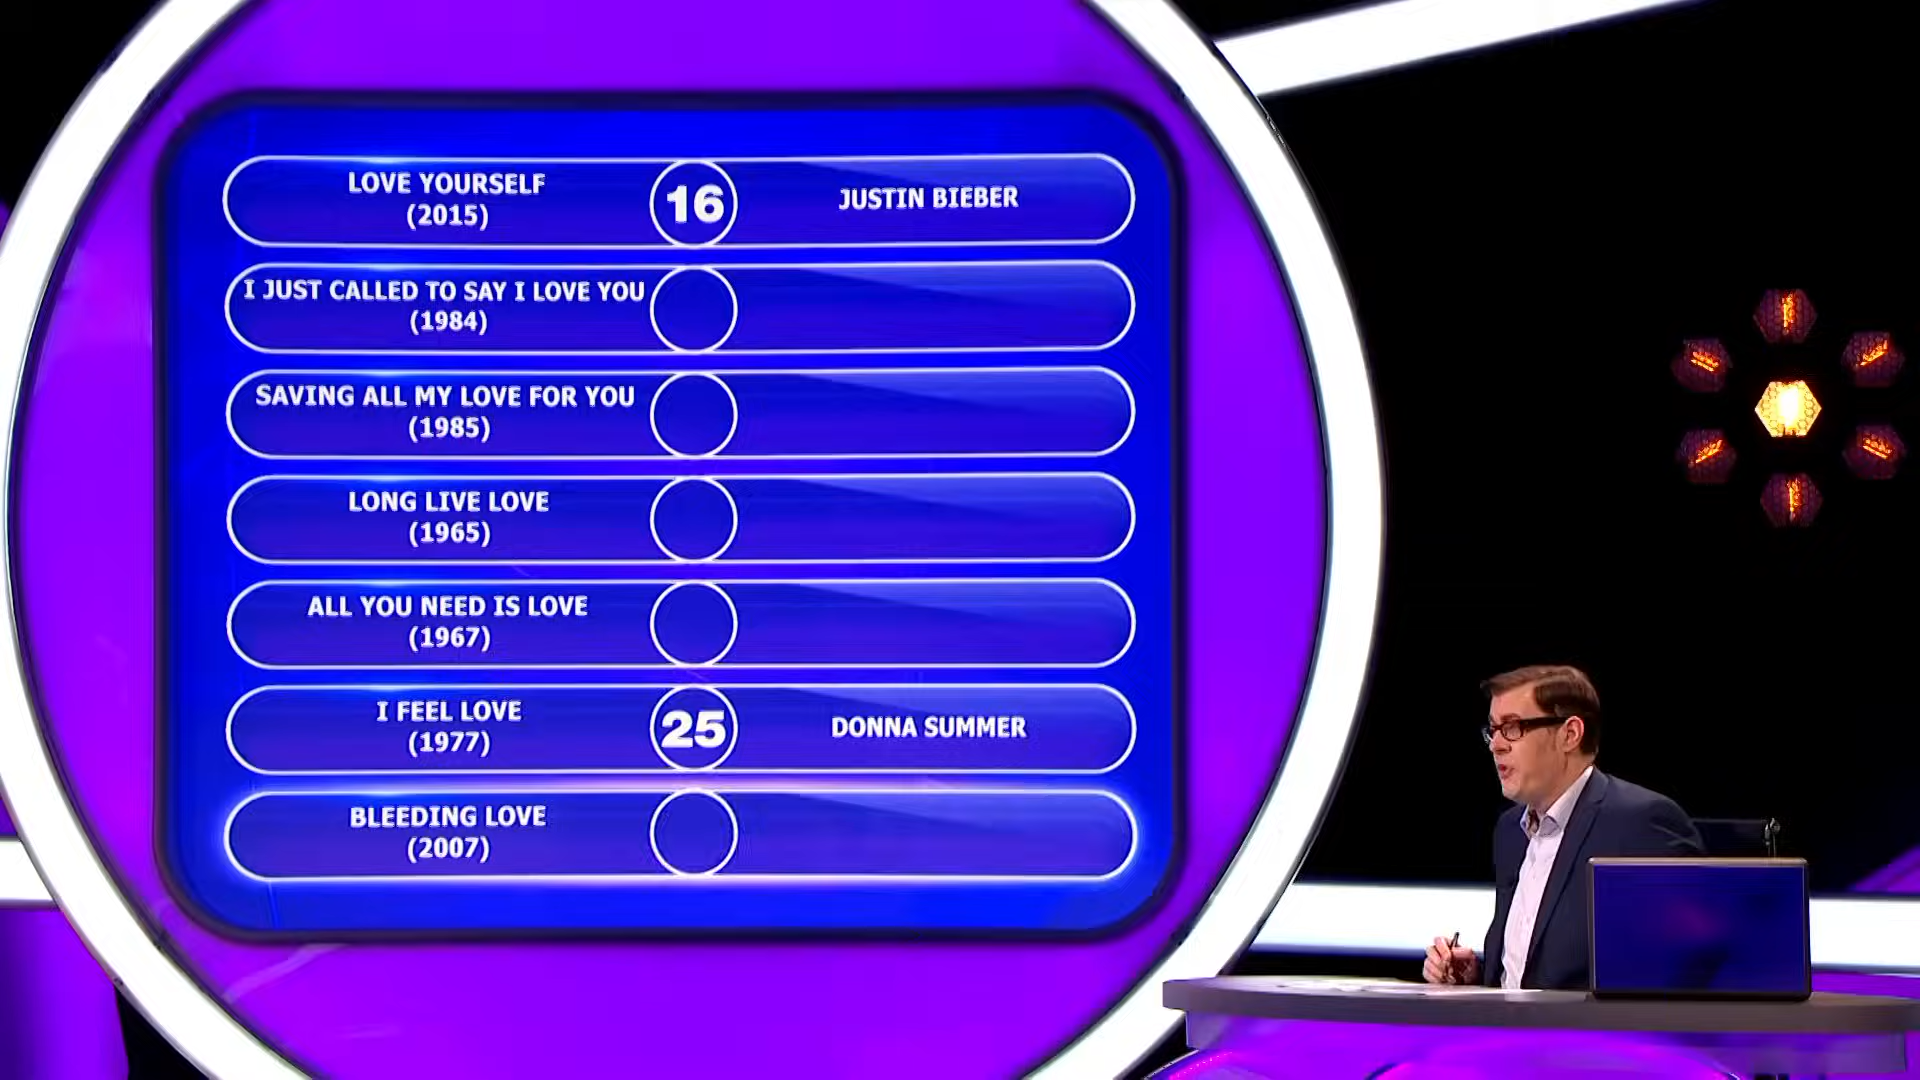 LOVE YOURSELF
(2015)
16
JUSTIN BIEBER
I JUST CALLED TO SAY I LOVE YOU
(1984)
SAVING ALL MY LOVE FOR YOU
(1985)
LONG LIVE LOVE
(1965)
ALL YOU NEED IS LOVE
(1967)
I FEEL LOVE
(1977)
25
DONNA SUMMER
BLEEDING LOVE
(2007)